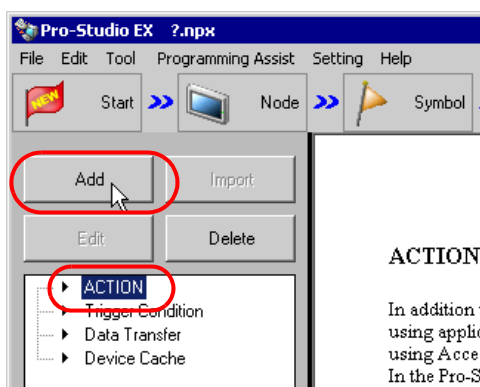 Pro-Studio EX ?.npx
File Edit Tool Programming Assist Setting Help
NEW Start Node Symbol
Add Import
Edit Delete
ACTION
Trigger Condition
Data Transfer
Device Cache
ACTION
In addition
using applic
using Acce
In the Pro-S